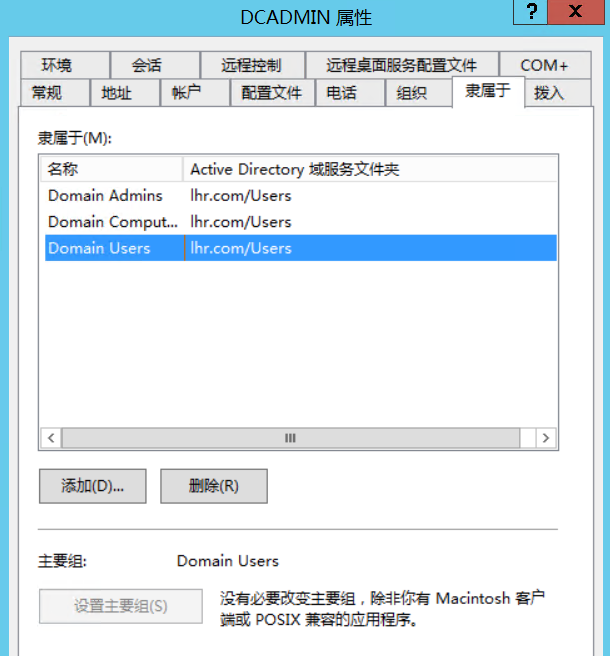 DCADMIN 属性
?
x
环境 会话 远程控制 远程桌面服务配置文件 COM+
常规 地址 帐户 配置文件 电话 组织 隶属于 拨入
隶属于(M):
名称 Active Directory 域服务文件夹
Domain Admins lhr.com/Users
Domain Comput... lhr.com/Users
Domain Users lhr.com/Users
添加(D)... 删除(R)
主要组: Domain Users
设置主要组(S) 没有必要改变主要组，除非你有 Macintosh 客户
端或 POSIX 兼容的应用程序。